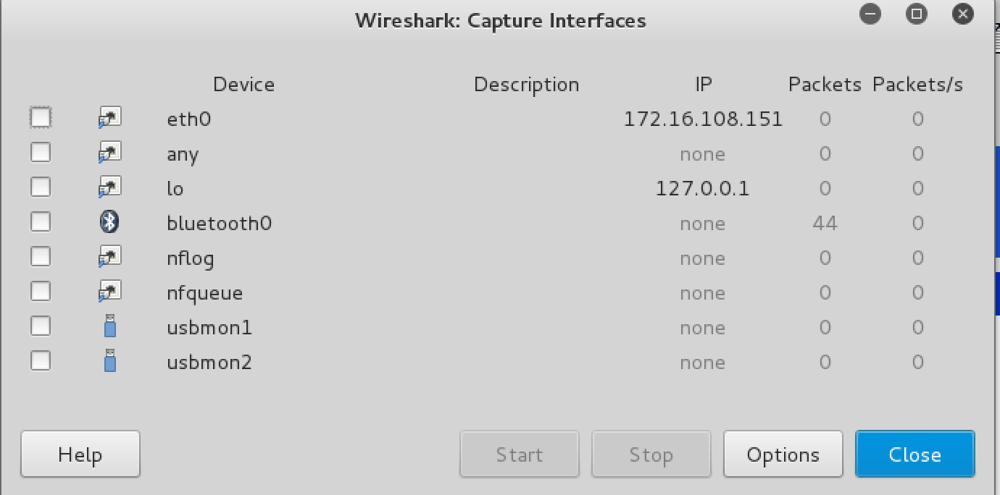 Wireshark: Capture Interfaces
Device Description IP Packets Packets/s
eth0 172.16.108.151 0 0
any none 0 0
lo 127.0.0.1 0 0
bluetooth0 none 44 0
nflog none 0 0
nfqueue none 0 0
usbmon1 none 0 0
usbmon2 none 0 0
Help Start Stop Options Close